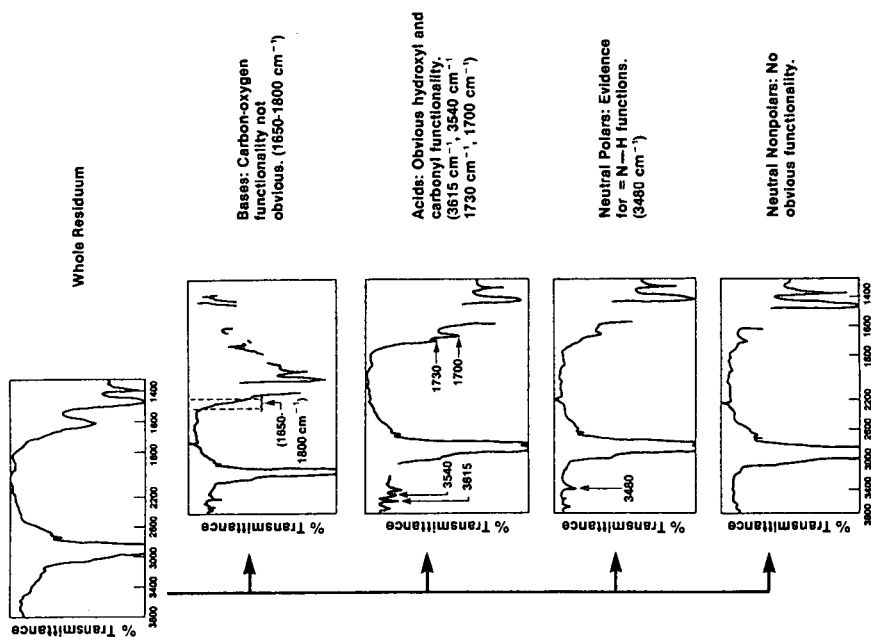 Whole Residuum
% Transmittance
3800
3400
3000
2600
2200
1800
1600
1400
Bases: Carbon-oxygen
functionality not
obvious. (1650-1800 cm⁻¹)
% Transmittance
(1650-
1800 cm⁻¹)
Acids: Obvious hydroxyl and
carbonyl functionality.
(3615 cm⁻¹, 3540 cm⁻¹
1730 cm⁻¹, 1700 cm⁻¹)
% Transmittance
3540
3615
1730
1700
Neutral Polars: Evidence
for = N—H functions.
(3480 cm⁻¹)
% Transmittance
3480
Neutral Nonpolars: No
obvious functionality.
% Transmittance
3800
3400
3000
2600
2200
1800
1600
1400